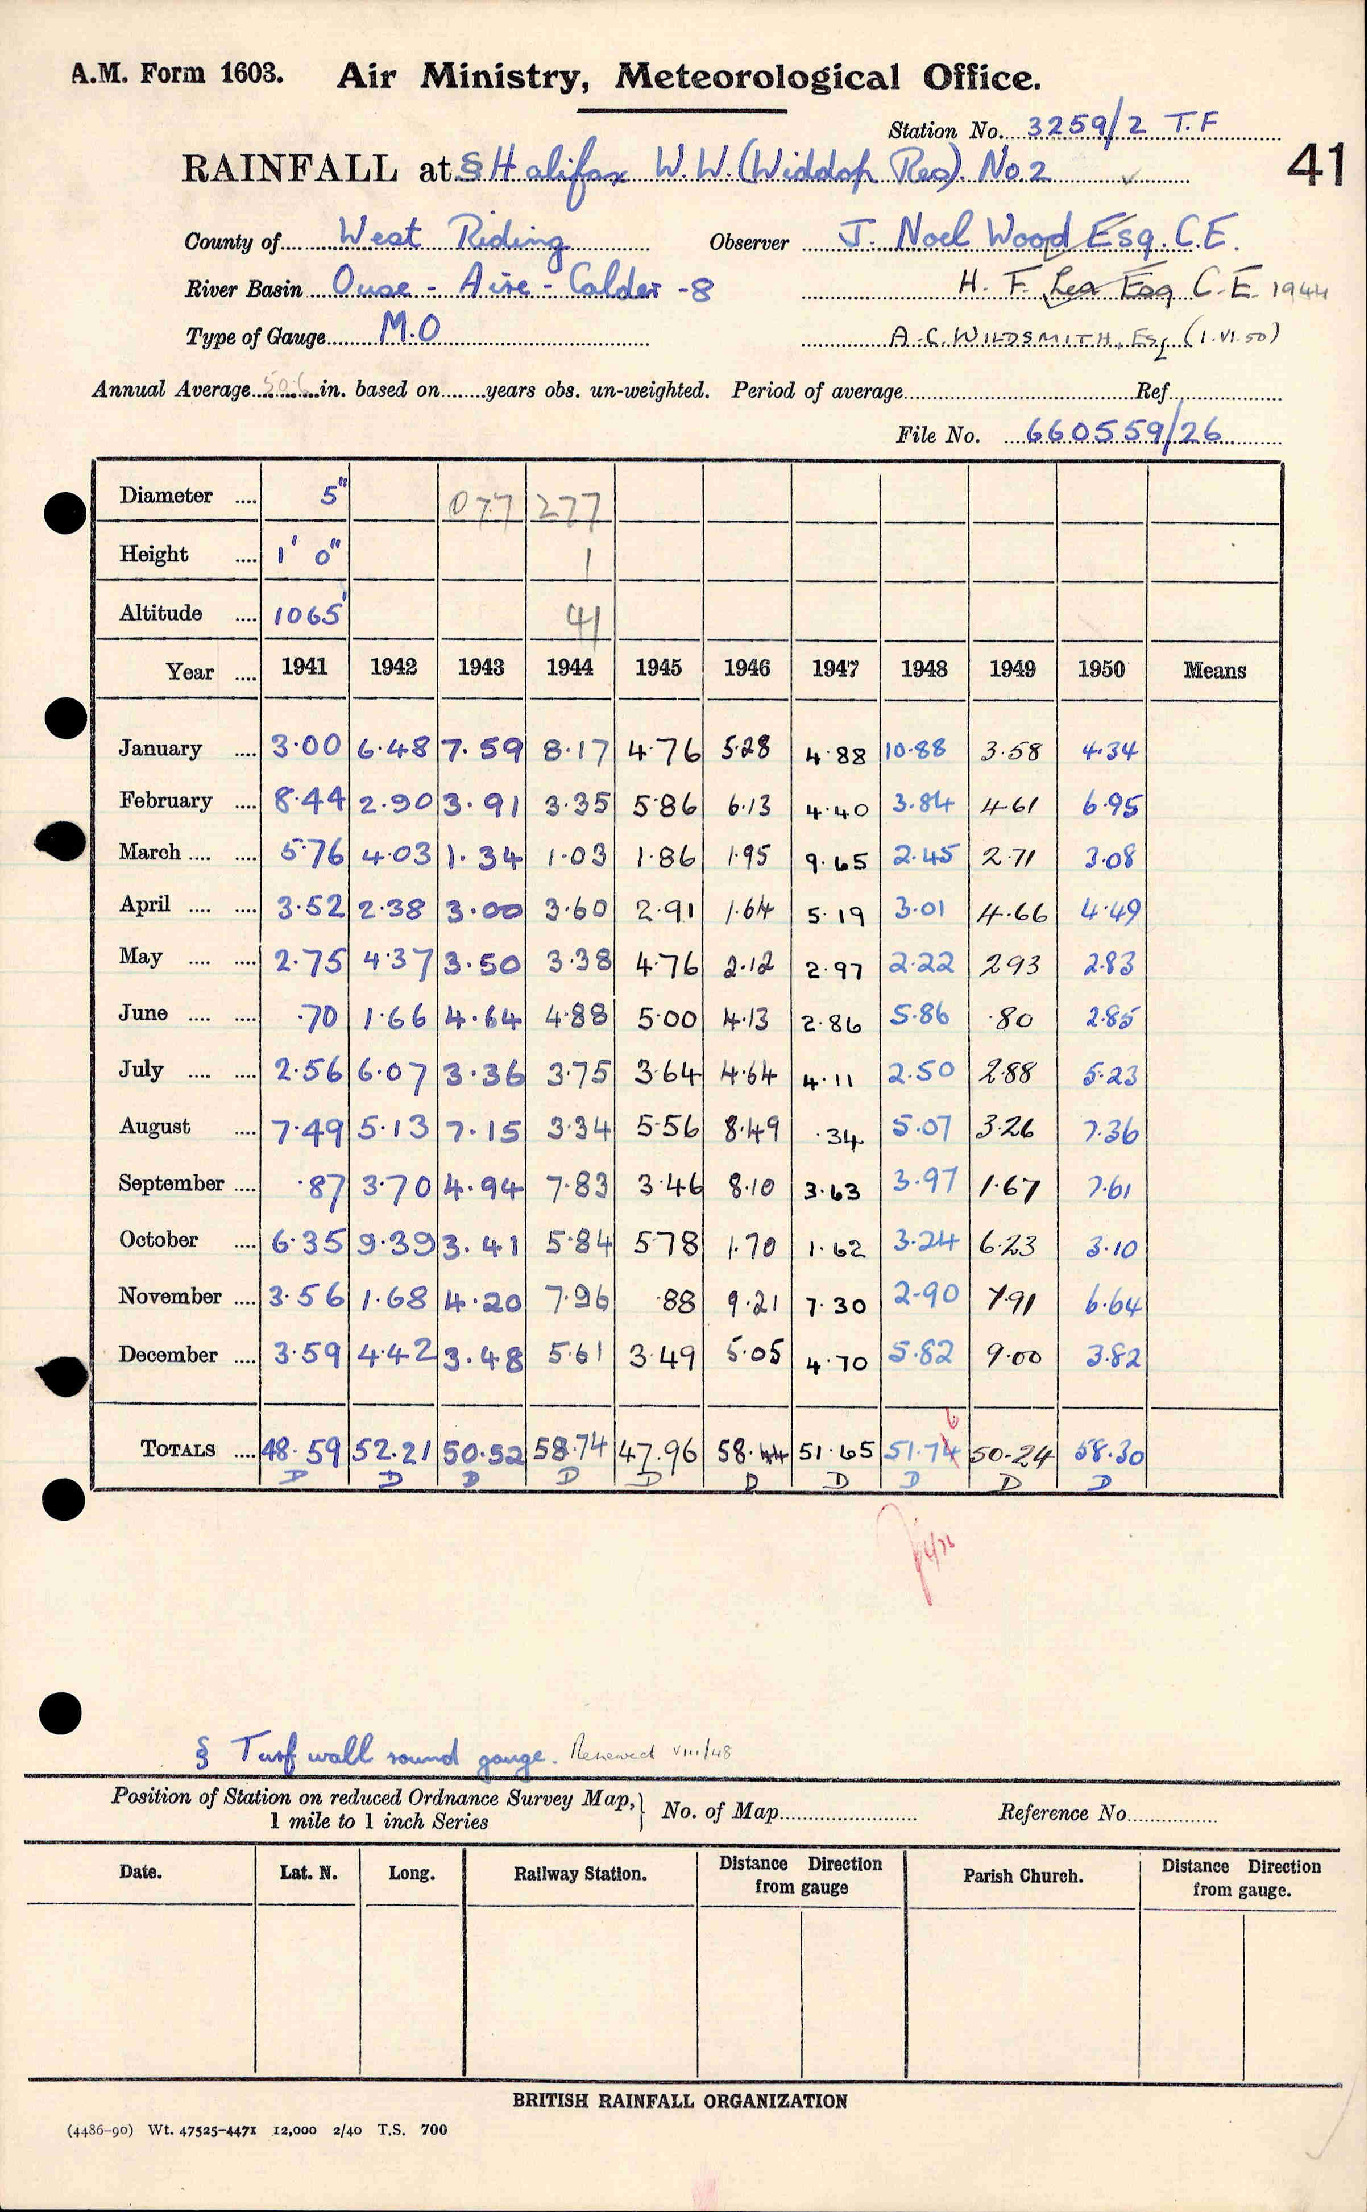 A.M. Form 1603. Air Ministry, Meteorological Office.
Station No. 3259/2 T.F
41
RAINFALL at § Halifax W.W. (Widdop Res). No 2
County of West Riding Observer J. Noel Wood Esq. C.E.
River Basin Ouse - Aire - Calder - 8 H. F. Lea Esq C.E. 1944
Type of Gauge M.O A.C. WILDSMITH, Esq (1.VI.50)
Annual Average 50.6 in. based on years obs. un-weighted. Period of average Ref
File No. 660559/26
Diameter 5" 077 277
Height 1' 0" 1
Altitude 1065' 41
Year 1941 1942 1943 1944 1945 1946 1947 1948 1949 1950 Means
January 3.00 6.48 7.59 8.17 4.76 5.28 4.88 10.88 3.58 4.34
February 8.44 2.90 3.91 3.35 5.86 6.13 4.40 3.84 4.61 6.95
March 5.76 4.03 1.34 1.03 1.86 1.95 9.65 2.45 2.71 3.08
April 3.52 2.38 3.00 3.60 2.91 1.64 5.19 3.01 4.66 4.49
May 2.75 4.37 3.50 3.38 4.76 2.12 2.97 2.22 2.93 2.83
June .70 1.66 4.64 4.88 5.00 4.13 2.86 5.86 .80 2.85
July 2.56 6.07 3.36 3.75 3.64 4.64 4.11 2.50 2.88 5.23
August 7.49 5.13 7.15 3.34 5.56 8.49 .34 5.07 3.26 7.36
September .87 3.70 4.94 7.83 3.46 8.10 3.63 3.97 1.67 7.61
October 6.35 9.39 3.41 5.84 5.78 1.70 1.62 3.24 6.23 3.10
November 3.56 1.68 4.20 7.96 .88 9.21 7.30 2.90 7.91 6.64
December 3.59 4.42 3.48 5.61 3.49 5.05 4.70 5.82 9.00 3.82
6
TOTALS 48.59 52.21 50.52 58.74 47.96 58.44 51.65 51.74 50.24 58.30
D D D D D D D D D D
§ Turf wall round gauge. Renewed VIII/48
Position of Station on reduced Ordnance Survey Map, 1 mile to 1 inch Series No. of Map Reference No.
Date. Lat. N. Long. Railway Station. Distance Direction from gauge Parish Church. Distance Direction from gauge.
BRITISH RAINFALL ORGANIZATION
(4486-90) Wt. 47525-4471 12,000 2/40 T.S. 700